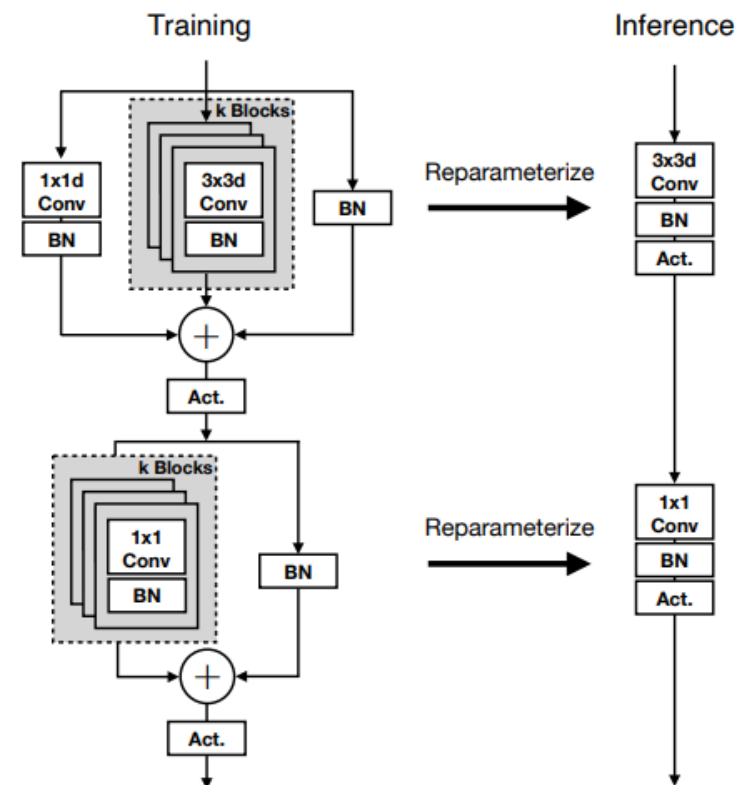 Training
Inference
k Blocks
1x1d
Conv
BN
3x3d
Conv
BN
BN
Reparameterize
3x3d
Conv
BN
Act.
+
Act.
k Blocks
1x1
Conv
BN
BN
Reparameterize
1x1
Conv
BN
Act.
+
Act.